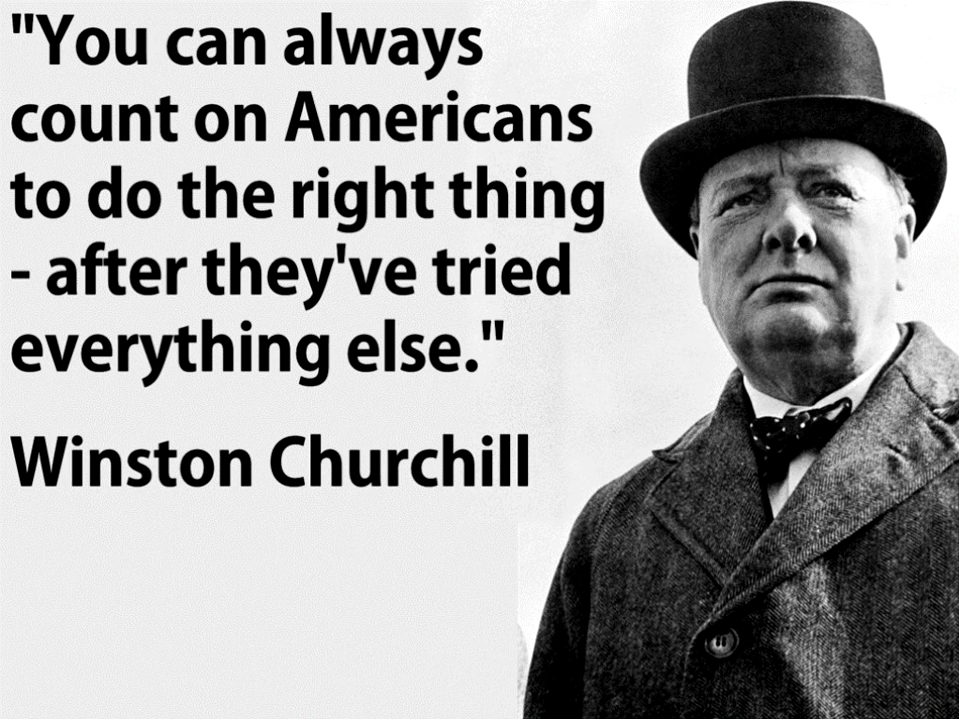 "You can always
count on Americans
to do the right thing
- after they've tried
everything else."
Winston Churchill